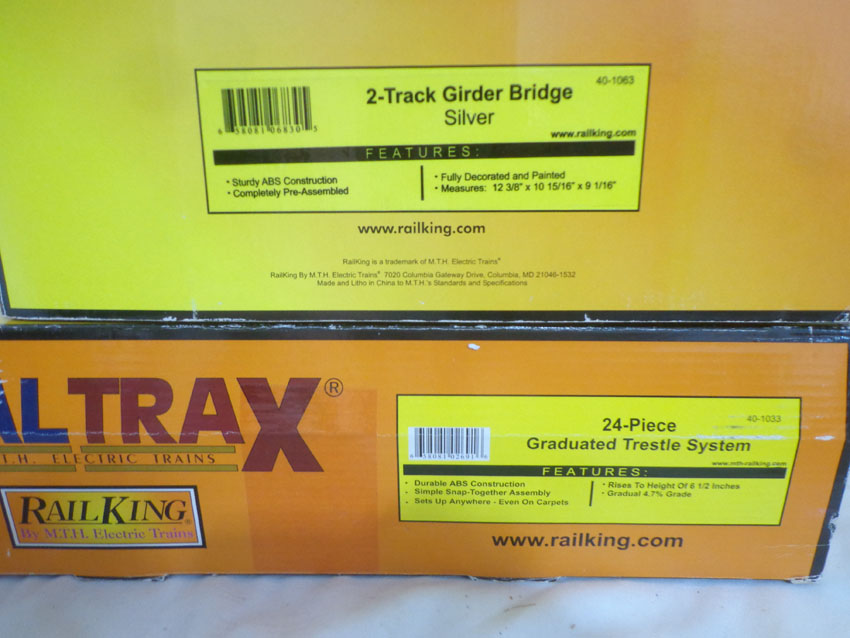 40-1063
2-Track Girder Bridge
Silver
6 58081 06830 5
www.railking.com
FEATURES:
• Sturdy ABS Construction
• Completely Pre-Assembled
• Fully Decorated and Painted
• Measures: 12 3/8" x 10 15/16" x 9 1/16"
www.railking.com
RailKing is a trademark of M.T.H. Electric Trains®
RailKing By M.T.H. Electric Trains® 7020 Columbia Gateway Drive, Columbia, MD 21046-1532
Made and Litho in China to M.T.H.'s Standards and Specifications
ALTRAX®
T.H. ELECTRIC TRAINS
RAILKING®
By M.T.H. Electric Trains
40-1033
24-Piece
Graduated Trestle System
www.mth-railking.com
FEATURES:
• Durable ABS Construction
• Simple Snap-Together Assembly
• Sets Up Anywhere - Even On Carpets
• Rises To Height Of 6 1/2 Inches
• Gradual 4.7% Grade
www.railking.com